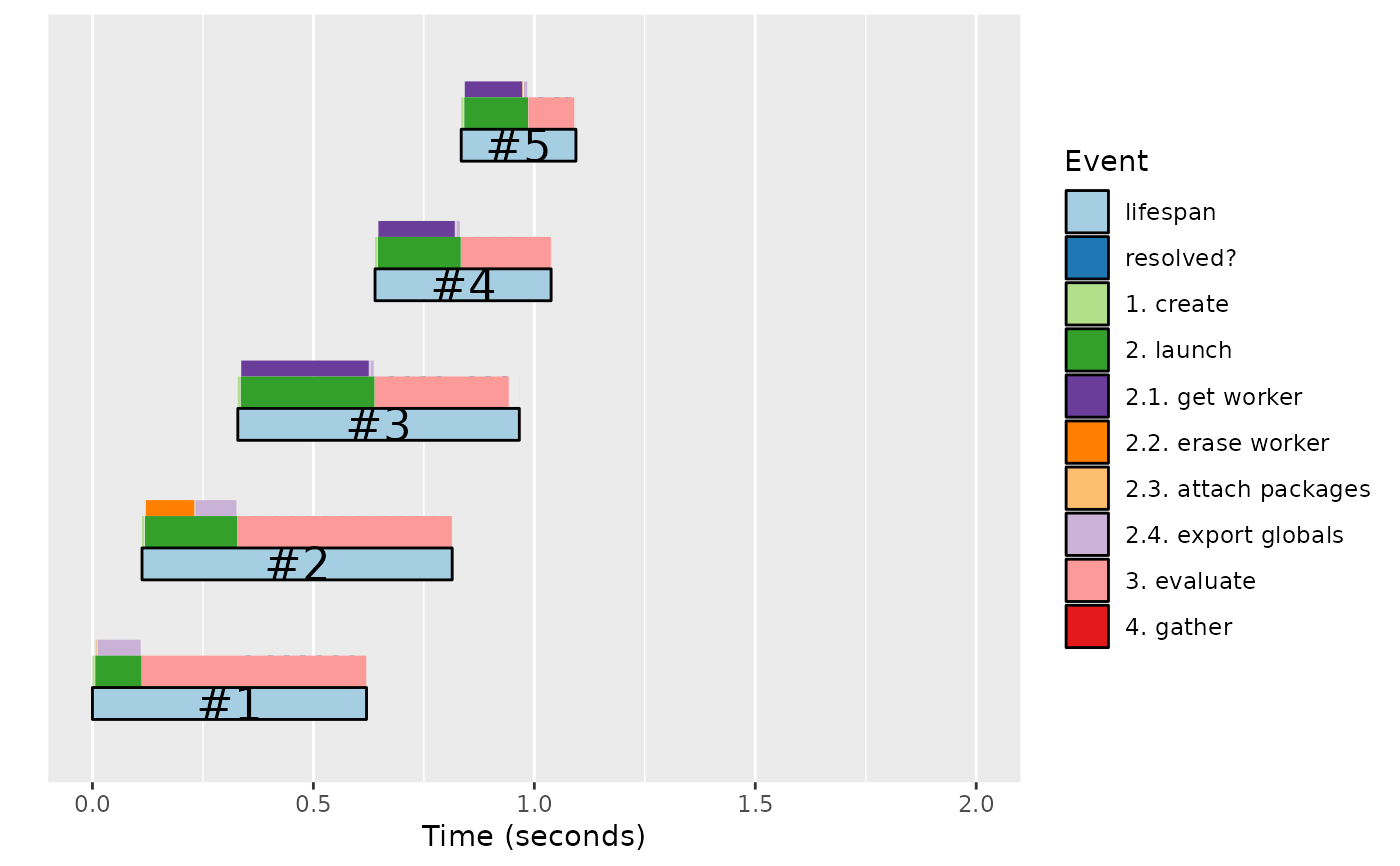 #5
#4
#3
#2
#1
0.0 0.5 1.0 1.5 2.0
Time (seconds)
Event
lifespan
resolved?
1. create
2. launch
2.1. get worker
2.2. erase worker
2.3. attach packages
2.4. export globals
3. evaluate
4. gather